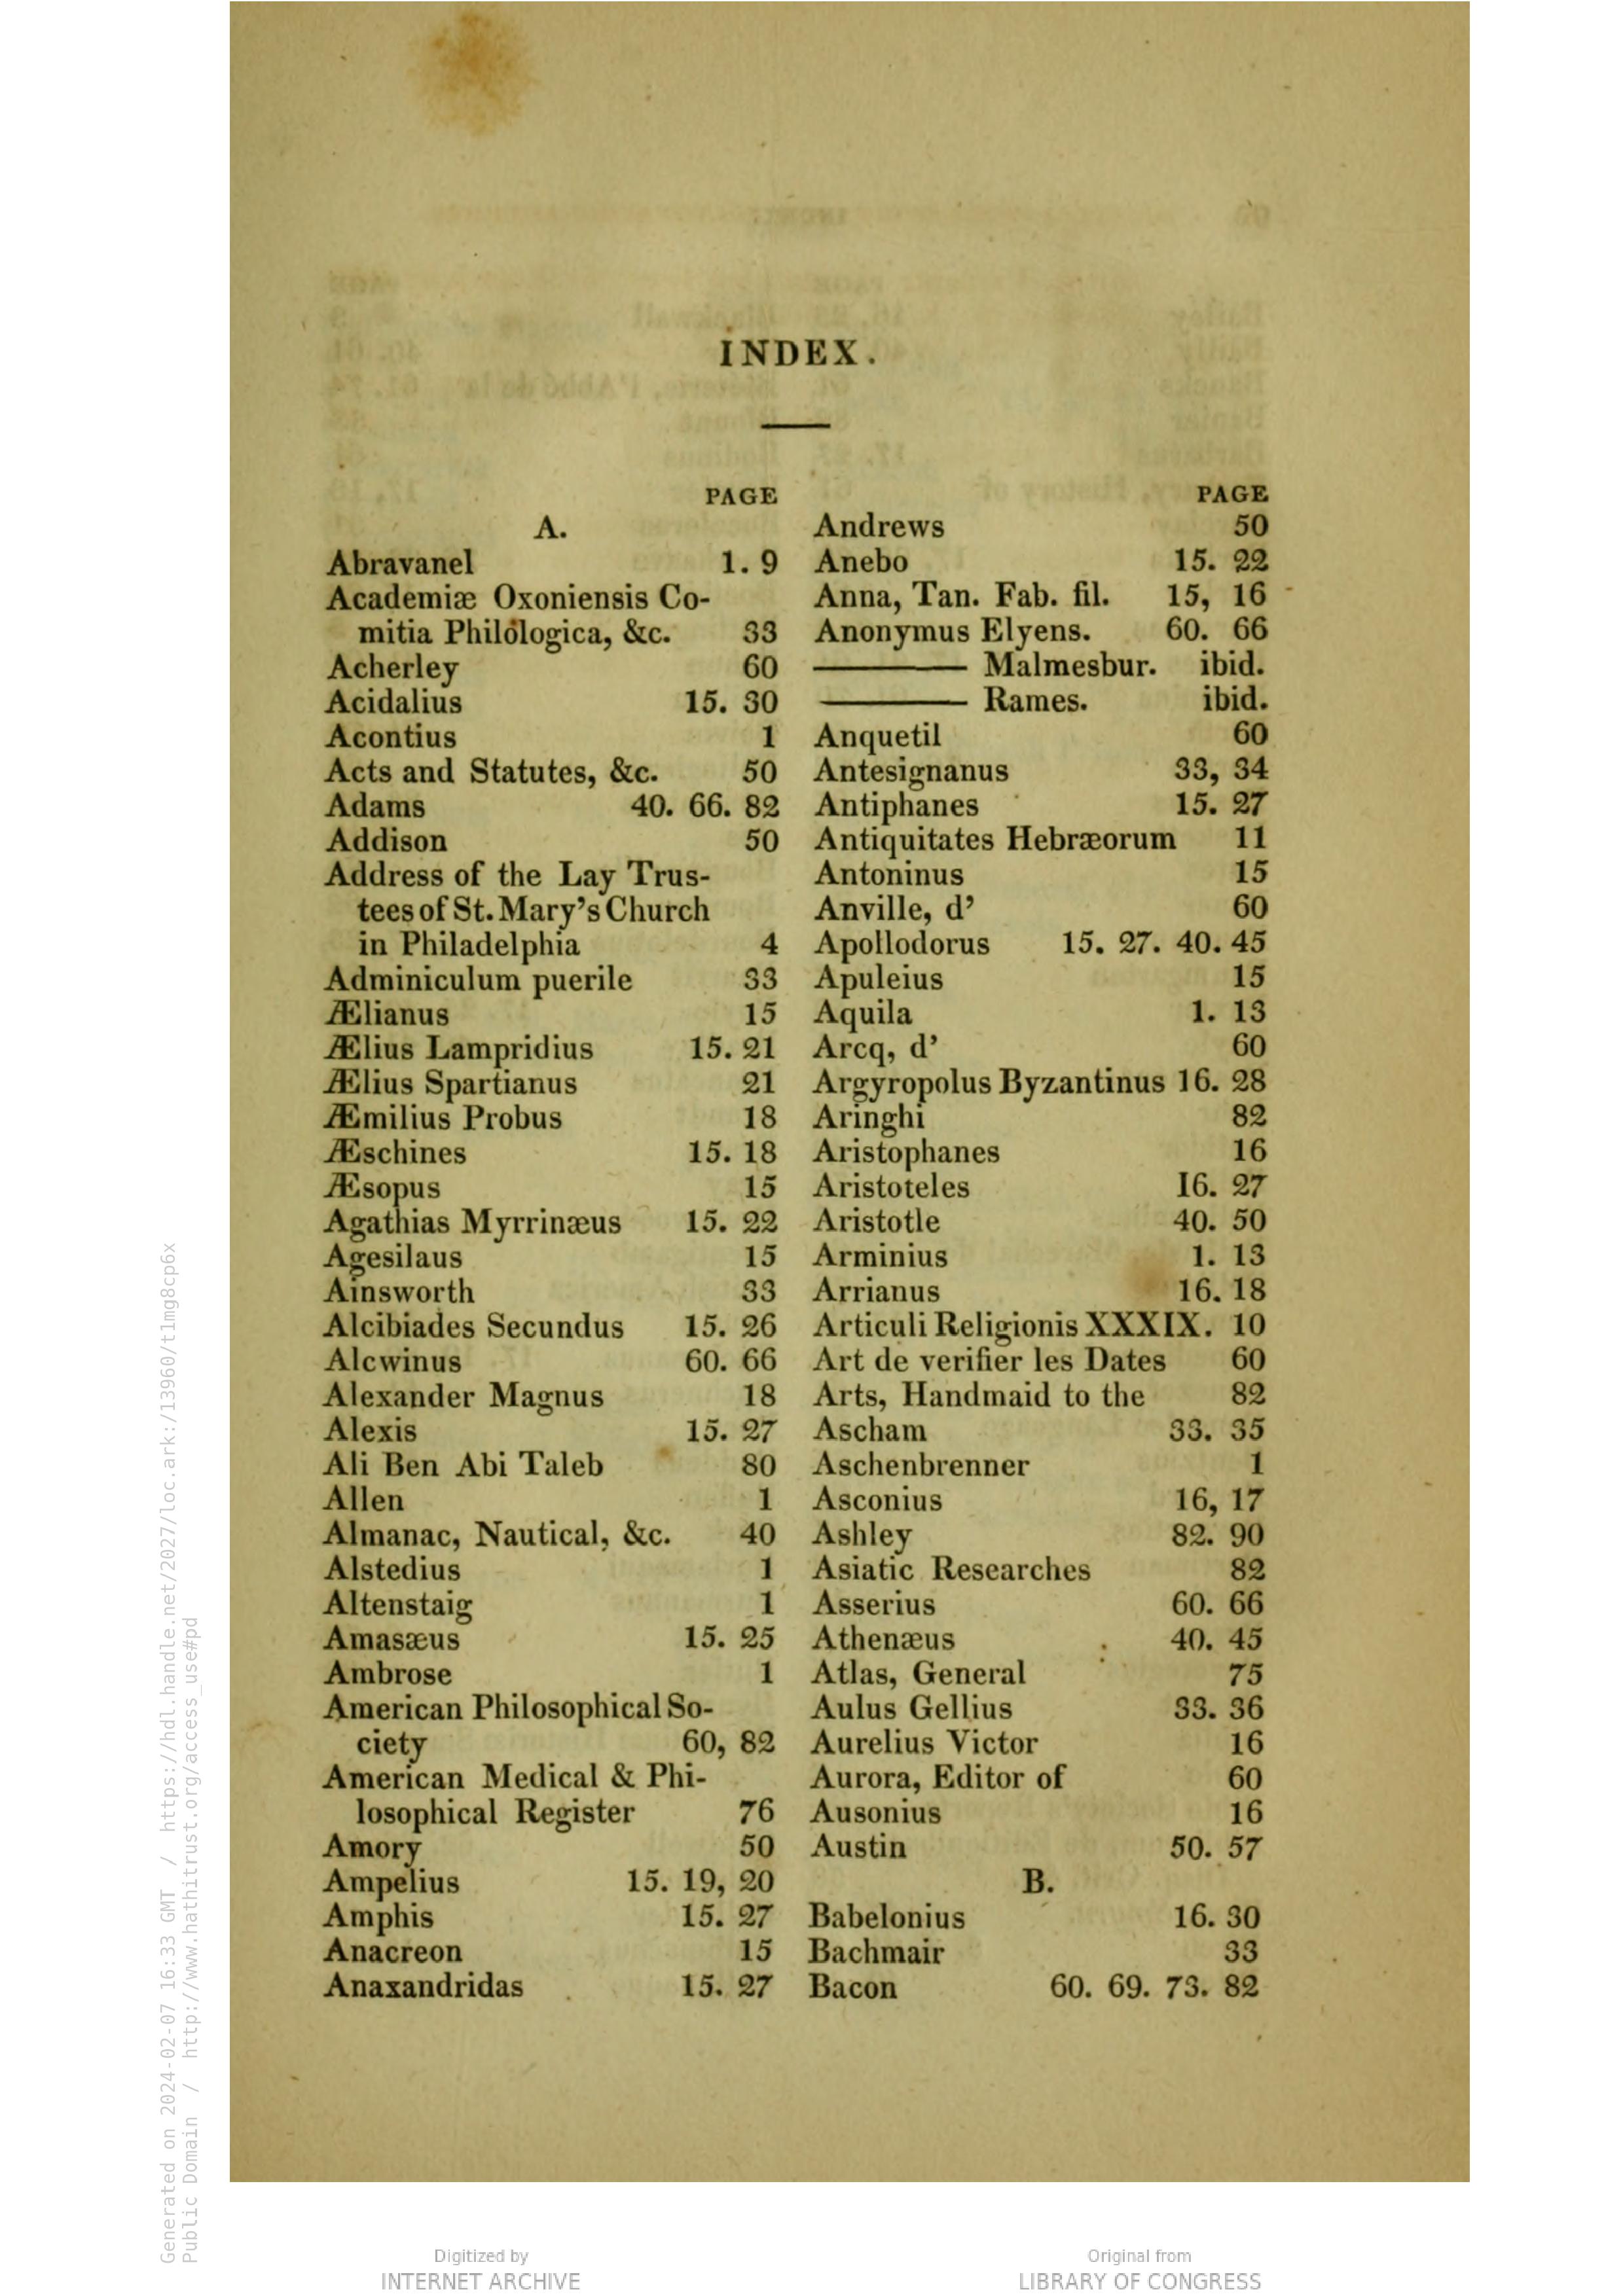 INDEX.
PAGE
A.
Abravanel 1. 9
Academiæ Oxoniensis Co-
mitia Philologica, &c. 33
Acherley 60
Acidalius 15. 30
Acontius 1
Acts and Statutes, &c. 50
Adams 40. 66. 82
Addison 50
Address of the Lay Trus-
tees of St. Mary's Church
in Philadelphia 4
Adminiculum puerile 33
Ælianus 15
Ælius Lampridius 15. 21
Ælius Spartianus 21
Æmilius Probus 18
Æschines 15. 18
Æsopus 15
Agathias Myrrinæus 15. 22
Agesilaus 15
Ainsworth 33
Alcibiades Secundus 15. 26
Alcwinus 60. 66
Alexander Magnus 18
Alexis 15. 27
Ali Ben Abi Taleb 80
Allen 1
Almanac, Nautical, &c. 40
Alstedius 1
Altenstaig 1
Amasæus 15. 25
Ambrose 1
American Philosophical So-
ciety 60, 82
American Medical & Phi-
losophical Register 76
Amory 50
Ampelius 15. 19, 20
Amphis 15. 27
Anacreon 15
Anaxandridas 15. 27
PAGE
Andrews 50
Anebo 15. 22
Anna, Tan. Fab. fil. 15, 16
Anonymus Elyens. 60. 66
——— Malmesbur. ibid.
——— Rames. ibid.
Anquetil 60
Antesignanus 33, 34
Antiphanes 15. 27
Antiquitates Hebræorum 11
Antoninus 15
Anville, d' 60
Apollodorus 15. 27. 40. 45
Apuleius 15
Aquila 1. 13
Arcq, d' 60
Argyropolus Byzantinus 16. 28
Aringhi 82
Aristophanes 16
Aristoteles 16. 27
Aristotle 40. 50
Arminius 1. 13
Arrianus 16. 18
Articuli Religionis XXXIX. 10
Art de verifier les Dates 60
Arts, Handmaid to the 82
Ascham 33. 35
Aschenbrenner 1
Asconius 16, 17
Ashley 82. 90
Asiatic Researches 82
Asserius 60. 66
Athenæus 40. 45
Atlas, General 75
Aulus Gellius 33. 36
Aurelius Victor 16
Aurora, Editor of 60
Ausonius 16
Austin 50. 57
B.
Babelonius 16. 30
Bachmair 33
Bacon 60. 69. 73. 82
Generated on 2024-02-07 16:33 GMT / https://hdl.handle.net/2027/loc.ark:/13960/t1mg8cp6x
Public Domain / http://www.hathitrust.org/access_use#pd
Digitized by
INTERNET ARCHIVE
Original from
LIBRARY OF CONGRESS